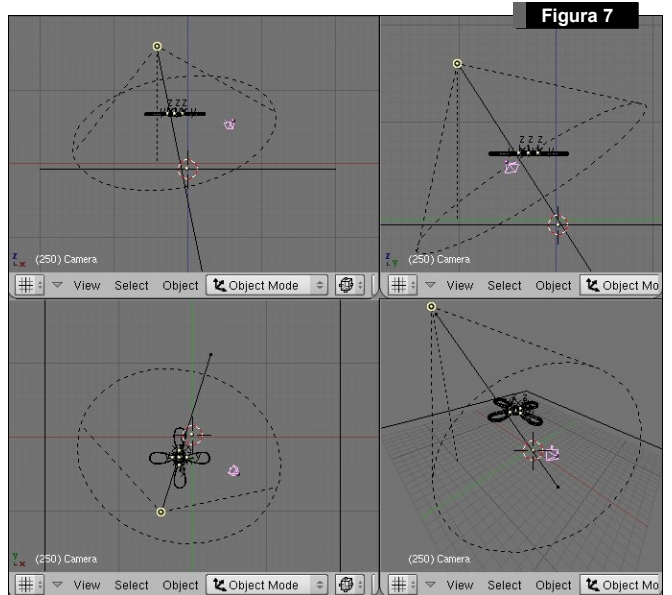 Figura 7
Z Z Z
Z Z Z
z x
(250) Camera
z y
(250) Camera
View Select Object Object Mode
View Select Object Object M
y x
(250) Camera
(250) Camera
View Select Object Object Mode
View Select Object Object Mo